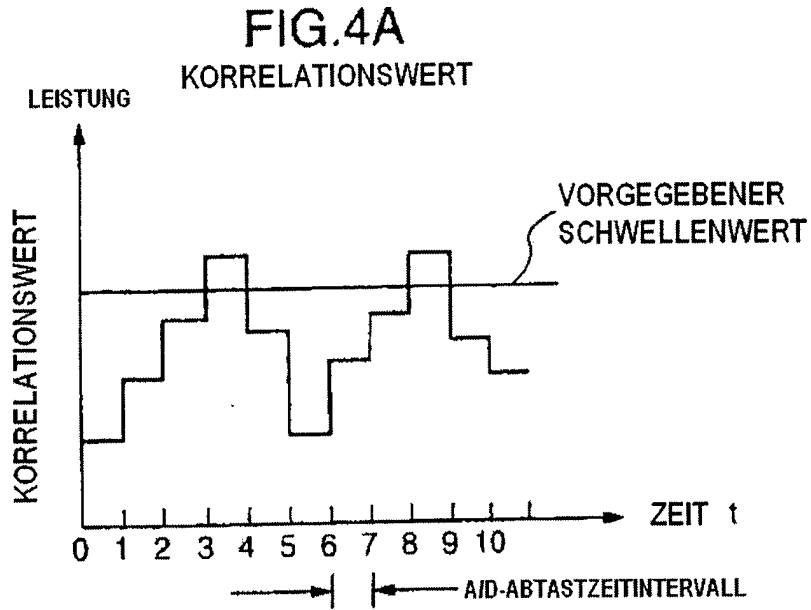 FIG.4A
KORRELATIONSWERT
LEISTUNG
KORRELATIONSWERT
VORGEGEBENER
SCHWELLENWERT
ZEIT t
0 1 2 3 4 5 6 7 8 9 10
A/D-ABTASTZEITINTERVALL